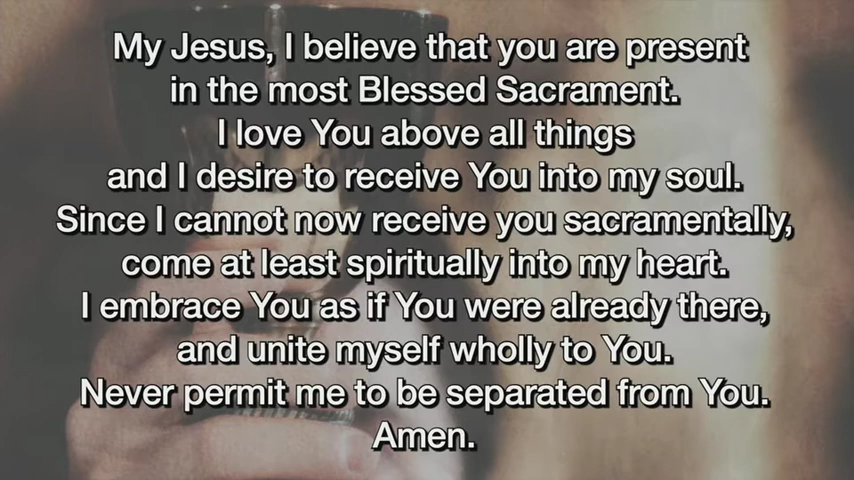 My Jesus, I believe that you are present
in the most Blessed Sacrament.
I love You above all things
and I desire to receive You into my soul.
Since I cannot now receive you sacramentally,
come at least spiritually into my heart.
I embrace You as if You were already there,
and unite myself wholly to You.
Never permit me to be separated from You.
Amen.